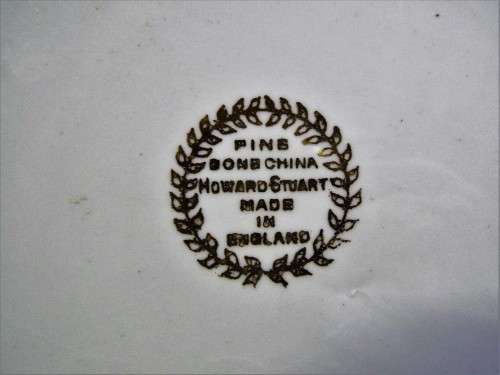 FINE
BONE CHINA
HOWARD STUART
MADE
IN
ENGLAND